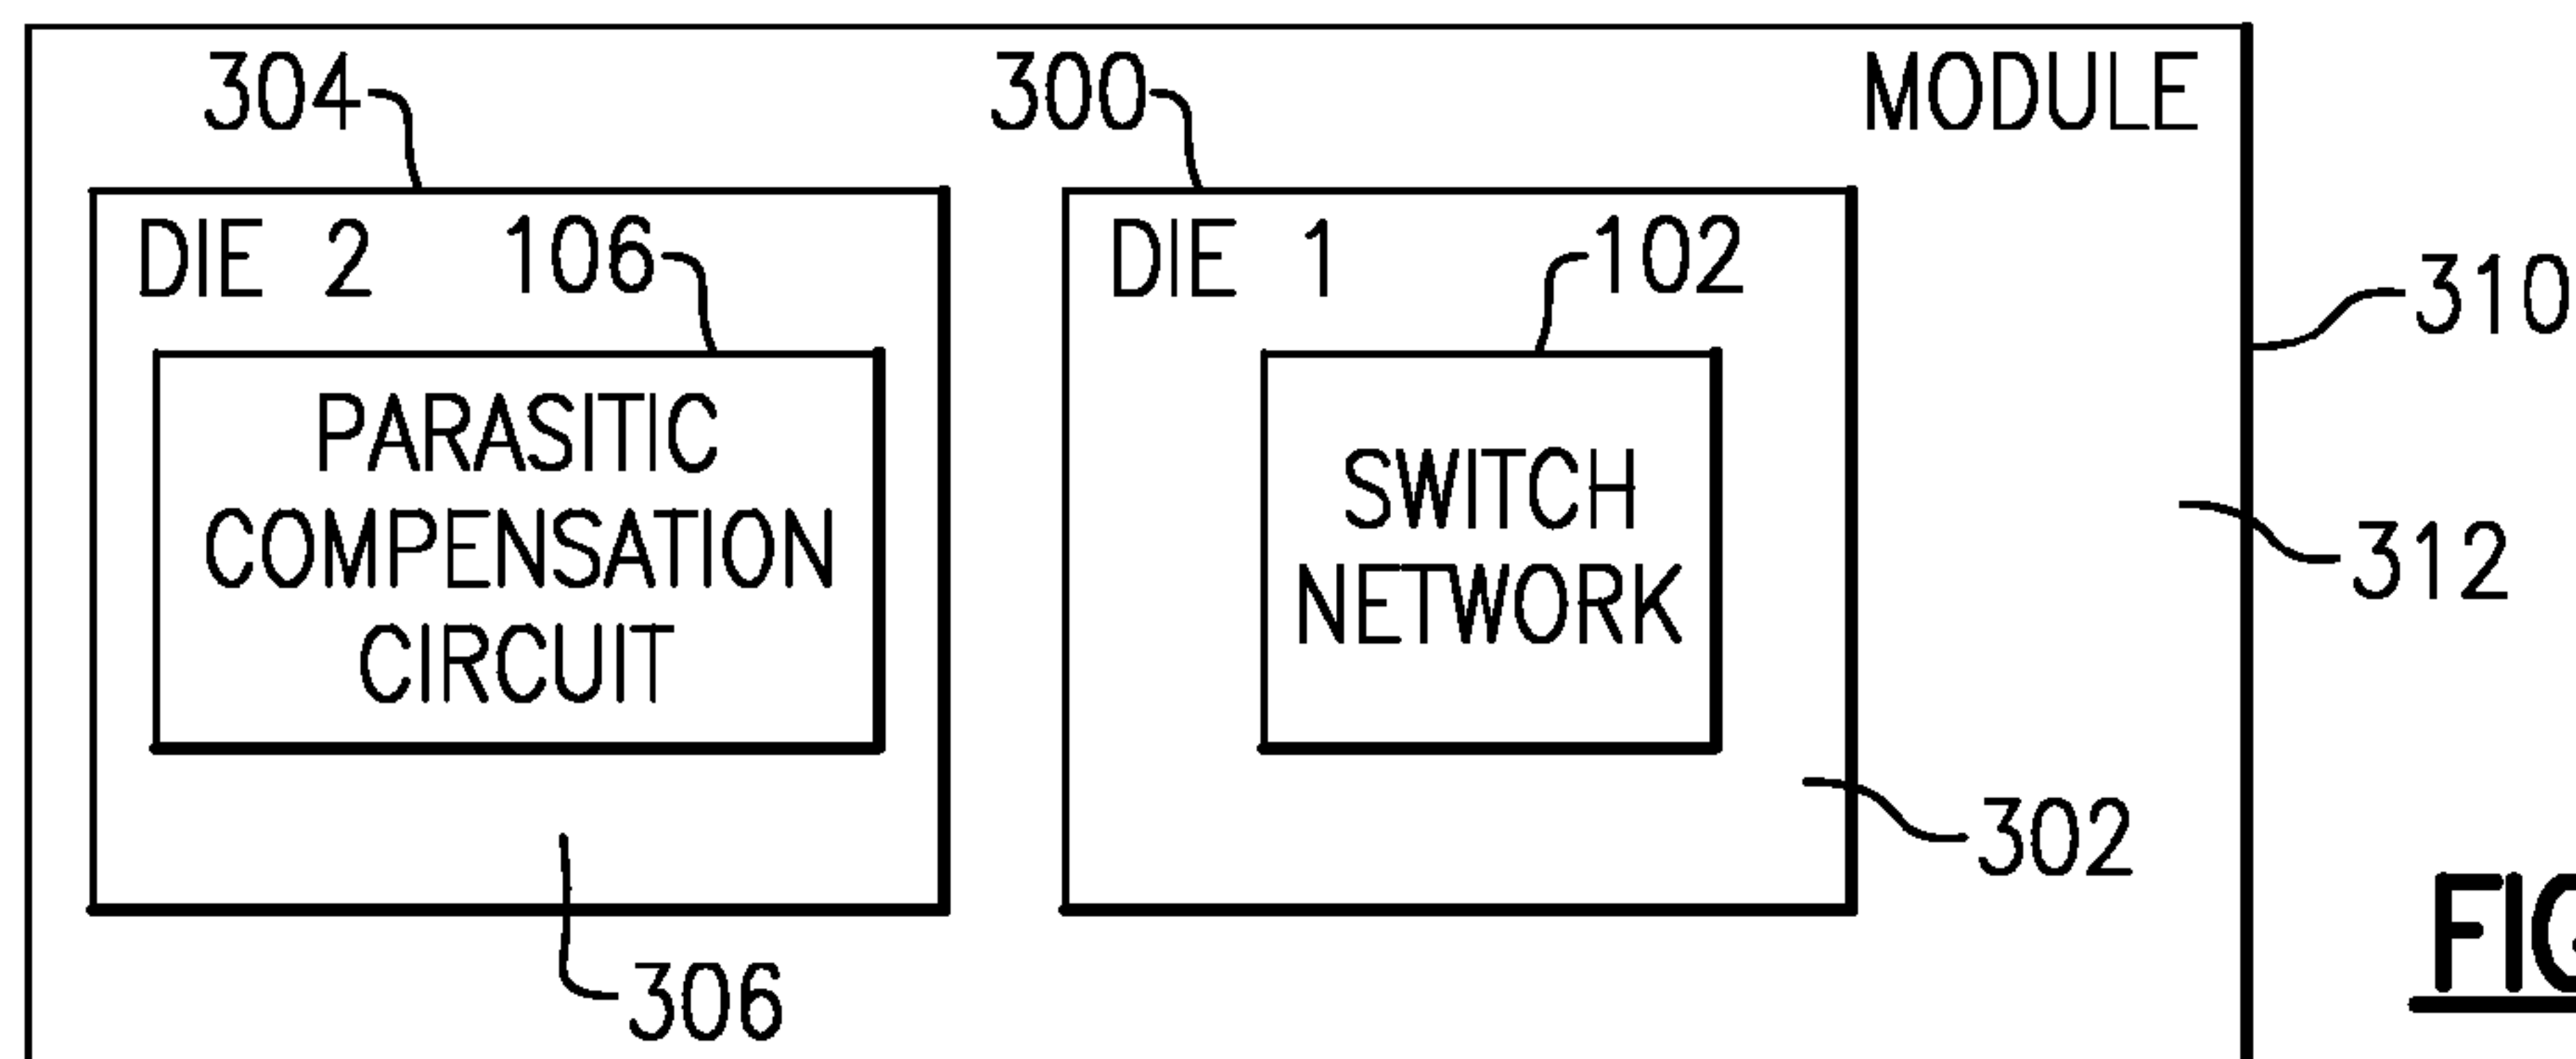 304
300
MODULE
DIE 2
106
DIE 1
102
310
PARASITIC
COMPENSATION
CIRCUIT
SWITCH
NETWORK
312
302
306